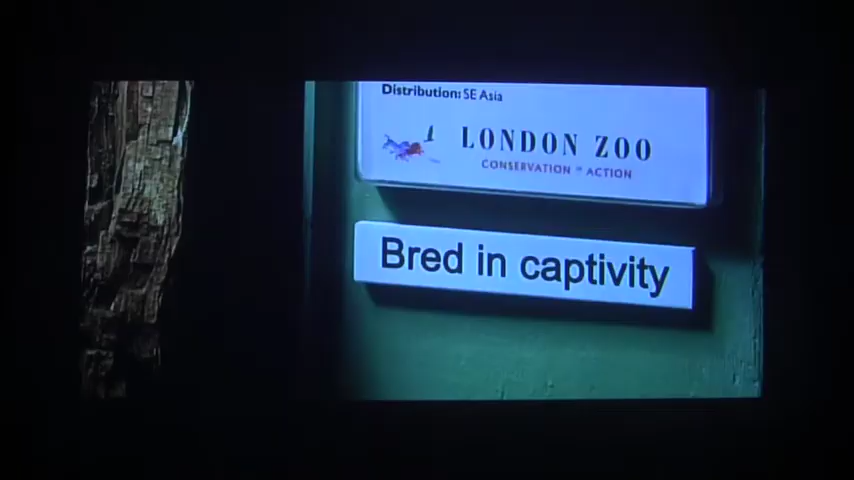 Distribution: SE Asia
LONDON ZOO
CONSERVATION IN ACTION
Bred in captivity